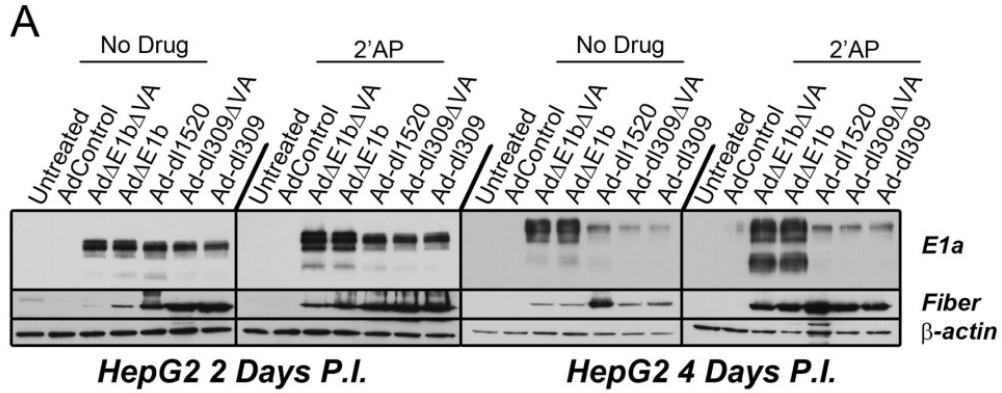 A
No Drug 2'AP No Drug 2'AP
Untreated AdControl AdΔE1bΔVA AdΔE1b Ad-dl1520 Ad-dl309ΔVA Ad-dl309 Untreated AdControl AdΔE1bΔVA AdΔE1b Ad-dl1520 Ad-dl309ΔVA Ad-dl309 Untreated AdControl AdΔE1bΔVA AdΔE1b Ad-dl1520 Ad-dl309ΔVA Ad-dl309 Untreated AdControl AdΔE1bΔVA AdΔE1b Ad-dl1520 Ad-dl309ΔVA Ad-dl309
E1a
Fiber
β-actin
HepG2 2 Days P.I. HepG2 4 Days P.I.